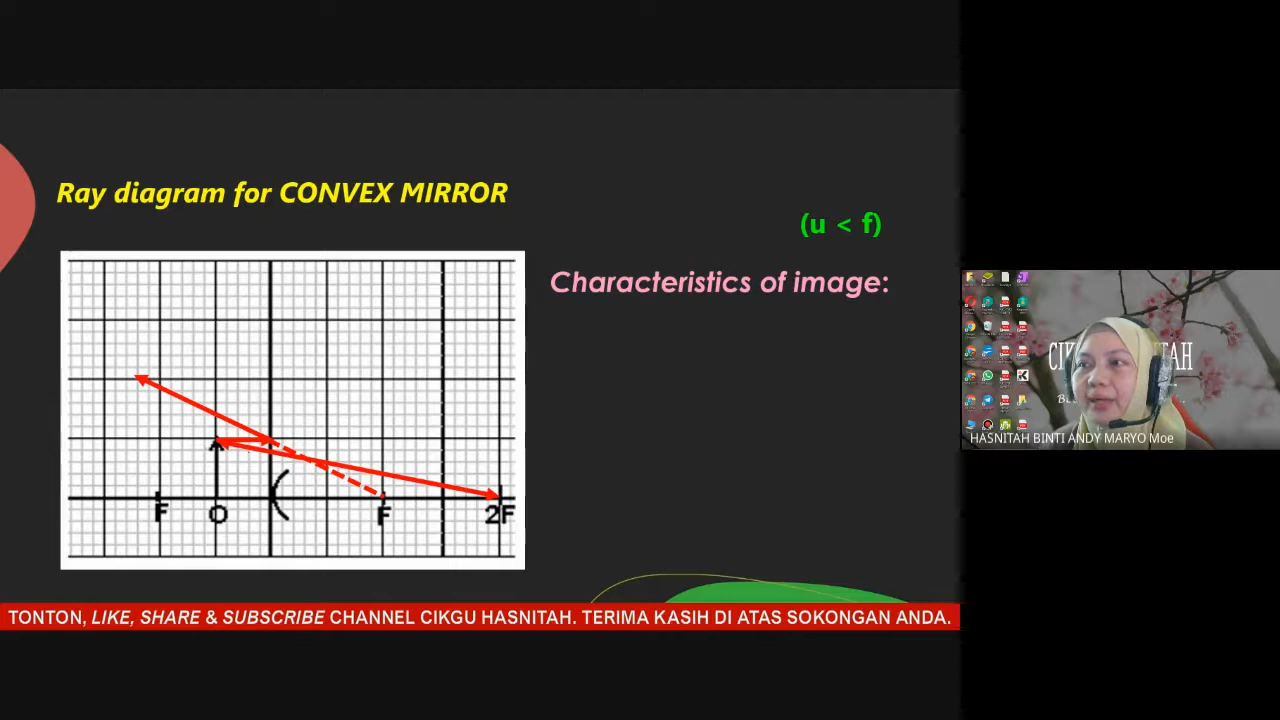 Ray diagram for CONVEX MIRROR
(u < f)
Characteristics of image:
F
O
F
2F
HASNITAH BINTI ANDY MARYO Moe
TONTON, LIKE, SHARE & SUBSCRIBE CHANNEL CIKGU HASNITAH. TERIMA KASIH DI ATAS SOKONGAN ANDA.